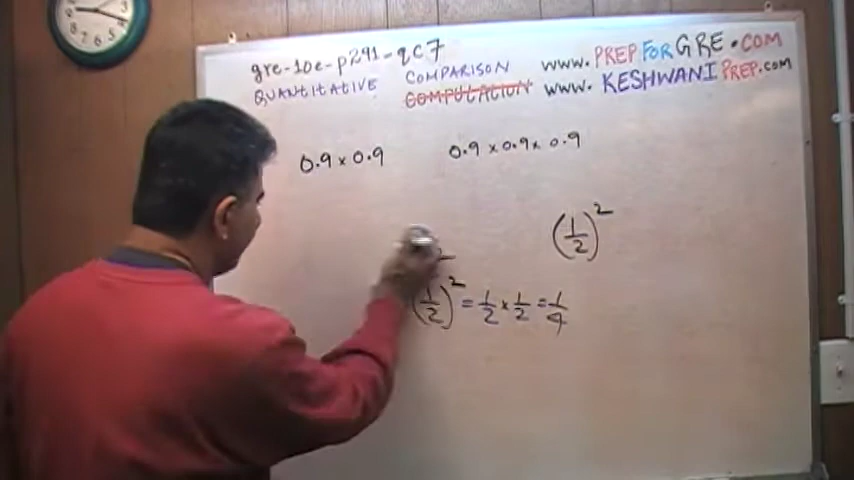 gre-10e-p291-qc7
QUANTITATIVE COMPARISON
COMPUTATION
www.PREPFORGRE.COM
www.KESHWANIPREP.com
0.9 x 0.9
0.9 x 0.9 x 0.9
(1/2)²
(1/2)² = 1/2 x 1/2 = 1/4